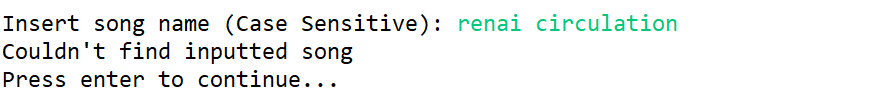 Insert song name (Case Sensitive): renai circulation
Couldn't find inputted song
Press enter to continue...